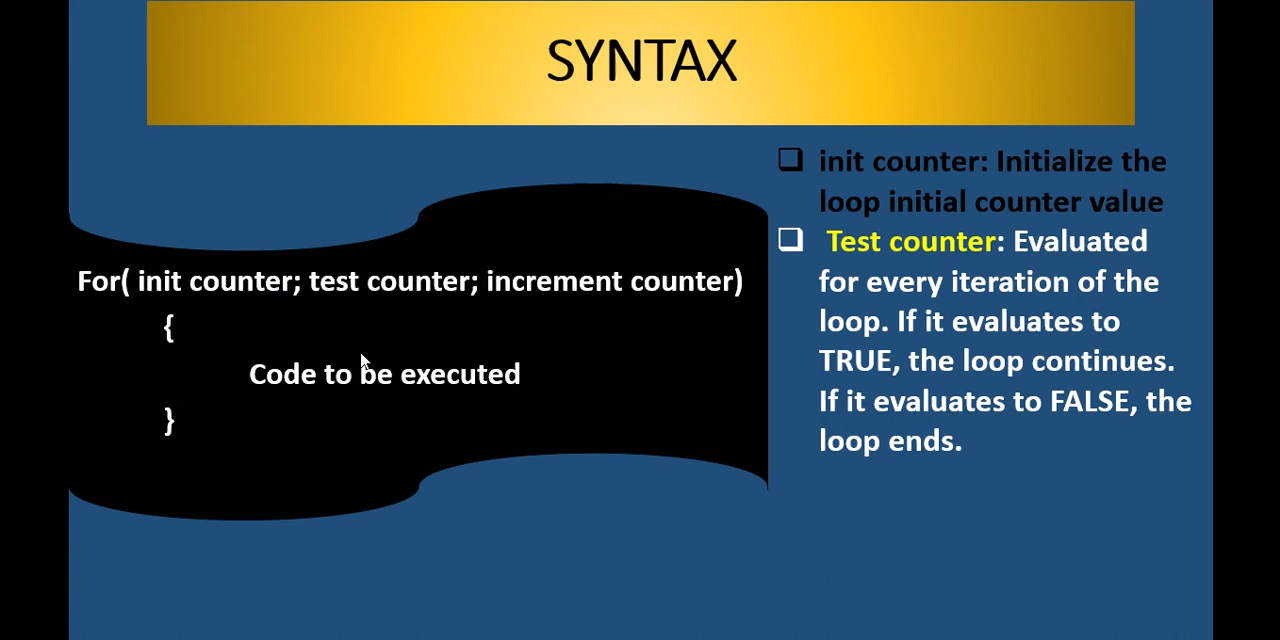 SYNTAX
For( init counter; test counter; increment counter)
{
Code to be executed
}
init counter: Initialize the
loop initial counter value
Test counter: Evaluated
for every iteration of the
loop. If it evaluates to
TRUE, the loop continues.
If it evaluates to FALSE, the
loop ends.